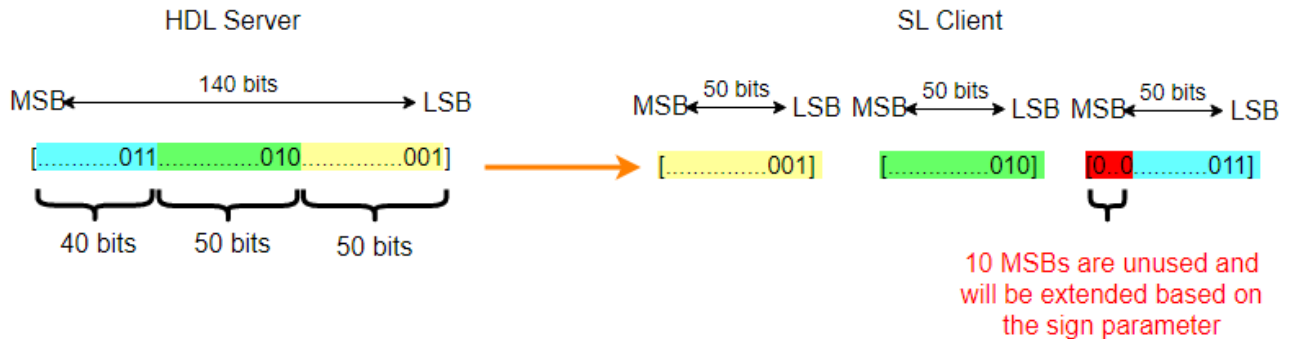 HDL Server
SL Client
140 bits
MSB LSB
50 bits 50 bits 50 bits
MSB LSB MSB LSB MSB LSB
[............011..............010..............001]
[...............001] [...............010] [0..0...........011]
40 bits 50 bits 50 bits
10 MSBs are unused and
will be extended based on
the sign parameter